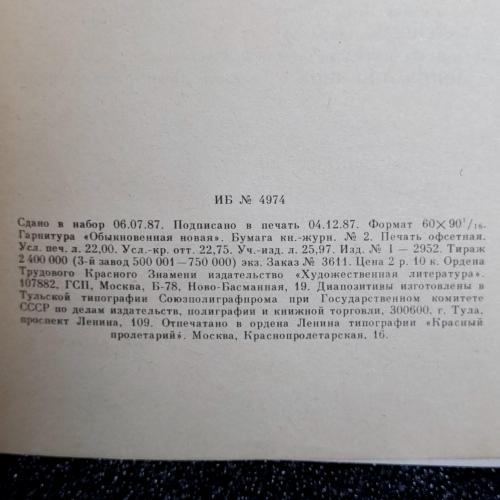 ИБ № 4974
Сдано в набор 06.07.87. Подписано в печать 04.12.87. Формат 60×90¹/₁₆.
Гарнитура «Обыкновенная новая». Бумага кн.-журн. № 2. Печать офсетная.
Усл. печ. л. 22,00. Усл.-кр. отт. 22,75. Уч.-изд. л. 25,97. Изд. № I — 2952. Тираж
2 400 000 (3-й завод 500 001—750 000) экз. Заказ № 3611. Цена 2 р. 10 к. Ордена
Трудового Красного Знамени издательство «Художественная литература».
107882, ГСП, Москва, Б-78, Ново-Басманная, 19. Диапозитивы изготовлены в
Тульской типографии Союзполиграфпрома при Государственном комитете
СССР по делам издательств, полиграфии и книжной торговли, 300600, г. Тула,
проспект Ленина, 109. Отпечатано в ордена Ленина типографии «Красный
пролетарий». Москва, Краснопролетарская, 16.